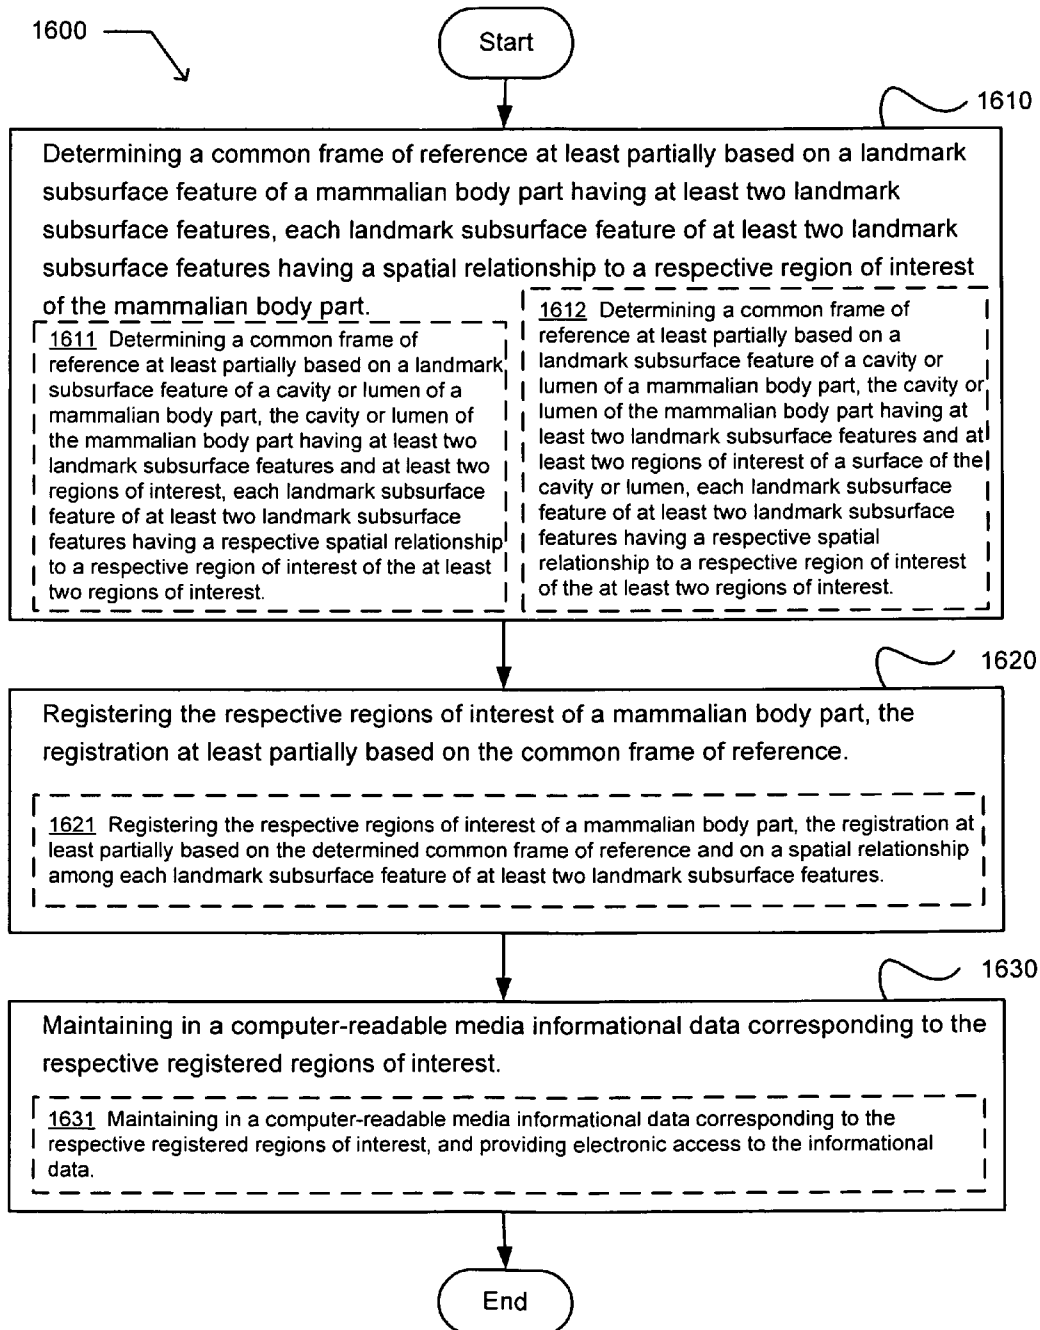 1600
Start
1610
Determining a common frame of reference at least partially based on a landmark
subsurface feature of a mammalian body part having at least two landmark
subsurface features, each landmark subsurface feature of at least two landmark
subsurface features having a spatial relationship to a respective region of interest
of the mammalian body part.
1611 Determining a common frame of
reference at least partially based on a landmark
subsurface feature of a cavity or lumen of a
mammalian body part, the cavity or lumen of
the mammalian body part having at least two
landmark subsurface features and at least two
regions of interest, each landmark subsurface
feature of at least two landmark subsurface
features having a respective spatial relationship
to a respective region of interest of the at least
two regions of interest.
1612 Determining a common frame of
reference at least partially based on a
landmark subsurface feature of a cavity or
lumen of a mammalian body part, the cavity or
lumen of the mammalian body part having at
least two landmark subsurface features and at
least two regions of interest of a surface of the
cavity or lumen, each landmark subsurface
feature of at least two landmark subsurface
features having a respective spatial
relationship to a respective region of interest
of the at least two regions of interest.
1620
Registering the respective regions of interest of a mammalian body part, the
registration at least partially based on the common frame of reference.
1621 Registering the respective regions of interest of a mammalian body part, the registration at
least partially based on the determined common frame of reference and on a spatial relationship
among each landmark subsurface feature of at least two landmark subsurface features.
1630
Maintaining in a computer-readable media informational data corresponding to the
respective registered regions of interest.
1631 Maintaining in a computer-readable media informational data corresponding to the
respective registered regions of interest, and providing electronic access to the informational
data.
End